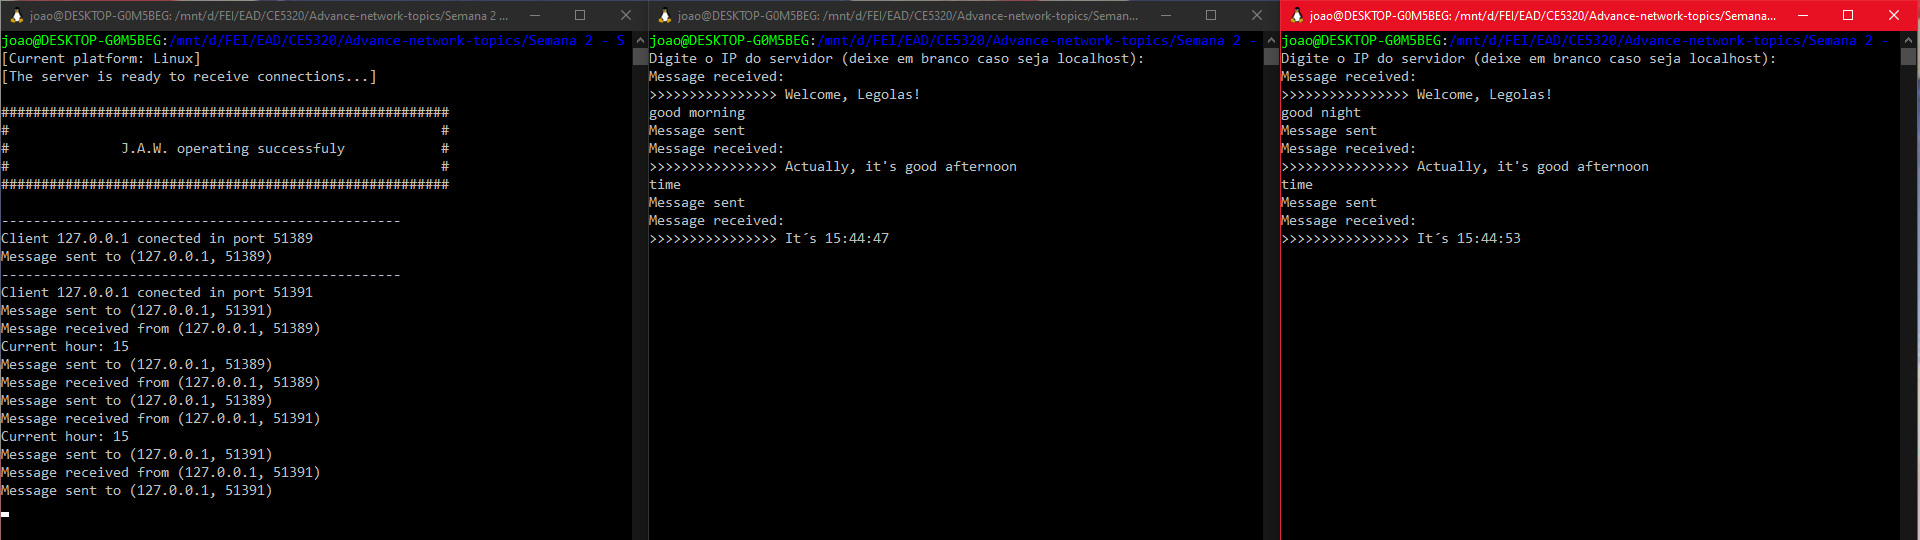 joao@DESKTOP-G0M5BEG: /mnt/d/FEI/EAD/CE5320/Advance-network-topics/Semana 2 ...
joao@DESKTOP-G0M5BEG:/mnt/d/FEI/EAD/CE5320/Advance-network-topics/Semana 2 - S
[Current platform: Linux]
[The server is ready to receive connections...]
########################################################
#                                                      #
#              J.A.W. operating successfuly            #
#                                                      #
########################################################
--------------------------------------------------
Client 127.0.0.1 conected in port 51389
Message sent to (127.0.0.1, 51389)
--------------------------------------------------
Client 127.0.0.1 conected in port 51391
Message sent to (127.0.0.1, 51391)
Message received from (127.0.0.1, 51389)
Current hour: 15
Message sent to (127.0.0.1, 51389)
Message received from (127.0.0.1, 51389)
Message sent to (127.0.0.1, 51389)
Message received from (127.0.0.1, 51391)
Current hour: 15
Message sent to (127.0.0.1, 51391)
Message received from (127.0.0.1, 51391)
Message sent to (127.0.0.1, 51391)
joao@DESKTOP-G0M5BEG: /mnt/d/FEI/EAD/CE5320/Advance-network-topics/Seman...
joao@DESKTOP-G0M5BEG:/mnt/d/FEI/EAD/CE5320/Advance-network-topics/Semana 2 -
Digite o IP do servidor (deixe em branco caso seja localhost):
Message received:
>>>>>>>>>>>>>>>> Welcome, Legolas!
good morning
Message sent
Message received:
>>>>>>>>>>>>>>>> Actually, it's good afternoon
time
Message sent
Message received:
>>>>>>>>>>>>>>>> It´s 15:44:47
joao@DESKTOP-G0M5BEG: /mnt/d/FEI/EAD/CE5320/Advance-network-topics/Semana...
joao@DESKTOP-G0M5BEG:/mnt/d/FEI/EAD/CE5320/Advance-network-topics/Semana 2 -
Digite o IP do servidor (deixe em branco caso seja localhost):
Message received:
>>>>>>>>>>>>>>>> Welcome, Legolas!
good night
Message sent
Message received:
>>>>>>>>>>>>>>>> Actually, it's good afternoon
time
Message sent
Message received:
>>>>>>>>>>>>>>>> It´s 15:44:53